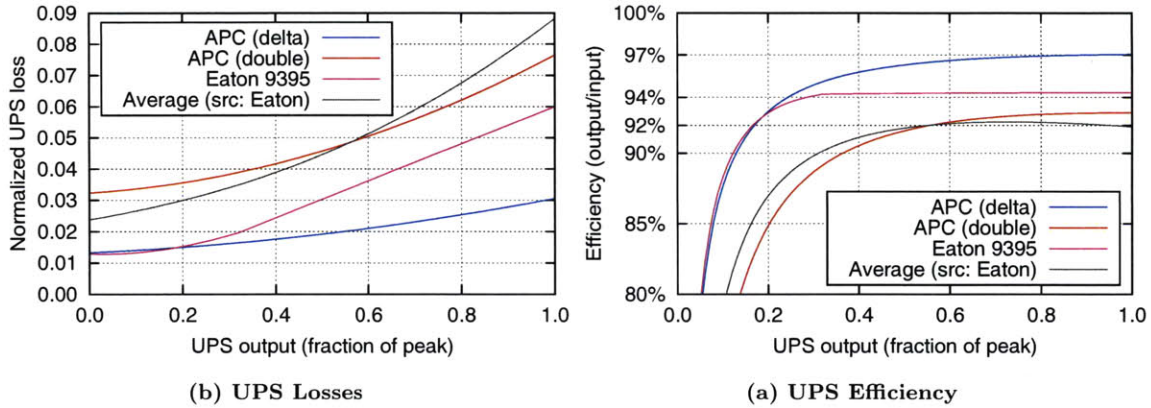 0.09
0.08
0.07
0.06
0.05
0.04
0.03
0.02
0.01
0.00
Normalized UPS loss
APC (delta)
APC (double)
Eaton 9395
Average (src: Eaton)
0.0 0.2 0.4 0.6 0.8 1.0
UPS output (fraction of peak)
(b) UPS Losses
100%
97%
94%
92%
90%
85%
80%
Efficiency (output/input)
APC (delta)
APC (double)
Eaton 9395
Average (src: Eaton)
0.0 0.2 0.4 0.6 0.8 1.0
UPS output (fraction of peak)
(a) UPS Efficiency